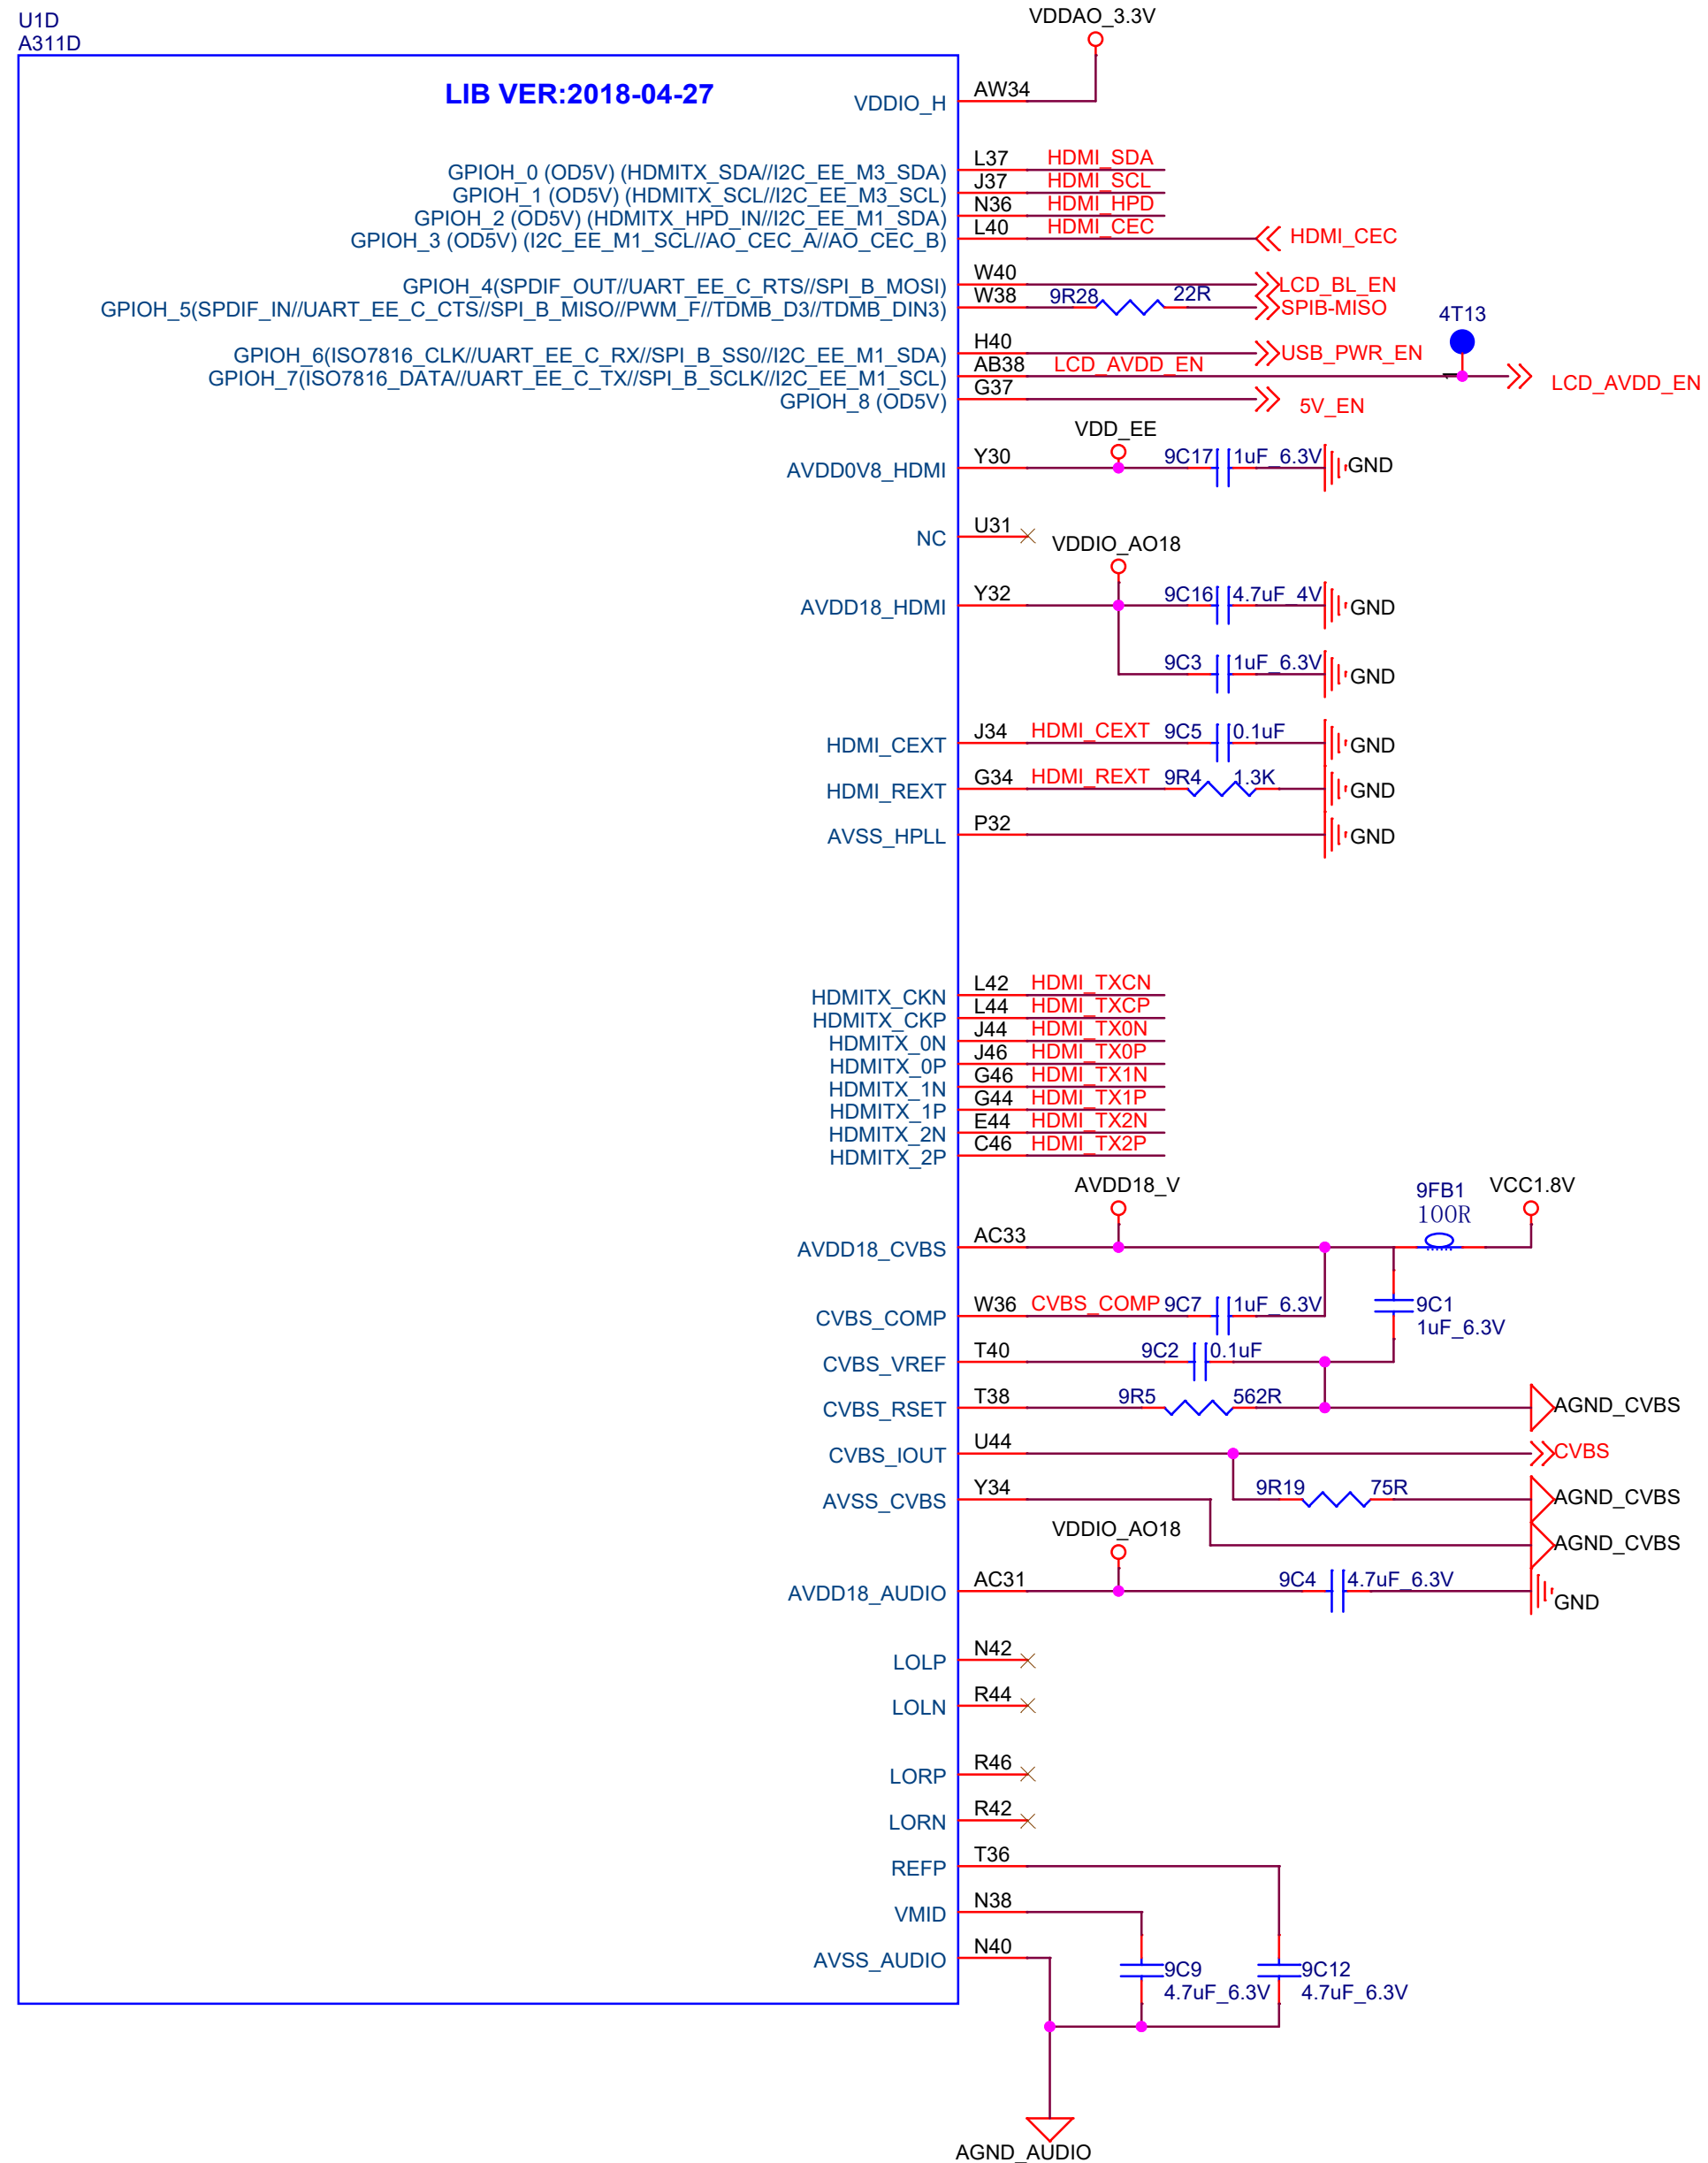 U1D
A311D
VDDAO_3.3V
LIB VER:2018-04-27
VDDIO_H AW34
GPIOH_0 (OD5V) (HDMITX_SDA//I2C_EE_M3_SDA) L37 HDMI_SDA
GPIOH_1 (OD5V) (HDMITX_SCL//I2C_EE_M3_SCL) J37 HDMI_SCL
GPIOH_2 (OD5V) (HDMITX_HPD_IN//I2C_EE_M1_SDA) N36 HDMI_HPD
GPIOH_3 (OD5V) (I2C_EE_M1_SCL//AO_CEC_A//AO_CEC_B) L40 HDMI_CEC HDMI_CEC
GPIOH_4(SPDIF_OUT//UART_EE_C_RTS//SPI_B_MOSI) W40 LCD_BL_EN
GPIOH_5(SPDIF_IN//UART_EE_C_CTS//SPI_B_MISO//PWM_F//TDMB_D3//TDMB_DIN3) W38 9R28 22R SPIB-MISO
4T13
GPIOH_6(ISO7816_CLK//UART_EE_C_RX//SPI_B_SS0//I2C_EE_M1_SDA) H40 USB_PWR_EN
GPIOH_7(ISO7816_DATA//UART_EE_C_TX//SPI_B_SCLK//I2C_EE_M1_SCL) AB38 LCD_AVDD_EN 1 LCD_AVDD_EN
GPIOH_8 (OD5V) G37 5V_EN
VDD_EE
AVDD0V8_HDMI Y30 9C17 1uF_6.3V GND
NC U31
VDDIO_AO18
AVDD18_HDMI Y32 9C16 4.7uF_4V GND
9C3 1uF_6.3V GND
HDMI_CEXT J34 HDMI_CEXT 9C5 0.1uF GND
HDMI_REXT G34 HDMI_REXT 9R4 1.3K GND
AVSS_HPLL P32 GND
HDMITX_CKN L42 HDMI_TXCN
HDMITX_CKP L44 HDMI_TXCP
HDMITX_0N J44 HDMI_TX0N
HDMITX_0P J46 HDMI_TX0P
HDMITX_1N G46 HDMI_TX1N
HDMITX_1P G44 HDMI_TX1P
HDMITX_2N E44 HDMI_TX2N
HDMITX_2P C46 HDMI_TX2P
AVDD18_V 9FB1 VCC1.8V
100R
AVDD18_CVBS AC33
CVBS_COMP W36 CVBS_COMP 9C7 1uF_6.3V 9C1
1uF_6.3V
CVBS_VREF T40 9C2 0.1uF
CVBS_RSET T38 9R5 562R AGND_CVBS
CVBS_IOUT U44 CVBS
AVSS_CVBS Y34 9R19 75R AGND_CVBS
VDDIO_AO18 AGND_CVBS
AVDD18_AUDIO AC31 9C4 4.7uF_6.3V GND
LOLP N42
LOLN R44
LORP R46
LORN R42
REFP T36
VMID N38
AVSS_AUDIO N40
9C9 9C12
4.7uF_6.3V 4.7uF_6.3V
AGND_AUDIO